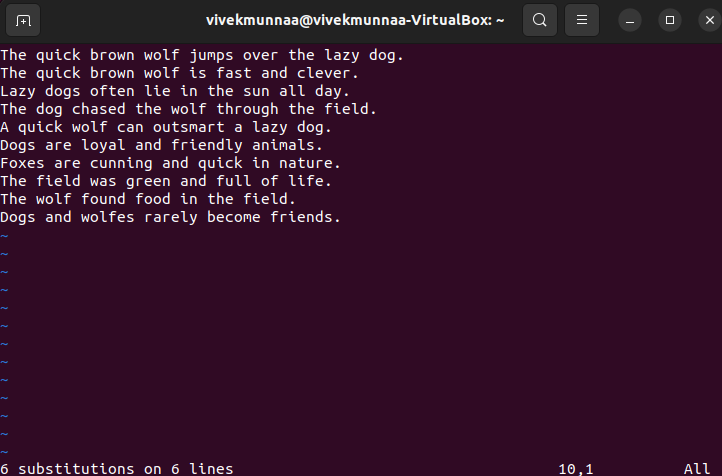 vivekmunnaa@vivekmunnaa-VirtualBox: ~
The quick brown wolf jumps over the lazy dog.
The quick brown wolf is fast and clever.
Lazy dogs often lie in the sun all day.
The dog chased the wolf through the field.
A quick wolf can outsmart a lazy dog.
Dogs are loyal and friendly animals.
Foxes are cunning and quick in nature.
The field was green and full of life.
The wolf found food in the field.
Dogs and wolfes rarely become friends.
~
~
~
~
~
~
~
~
~
~
~
~
~
6 substitutions on 6 lines 10,1 All